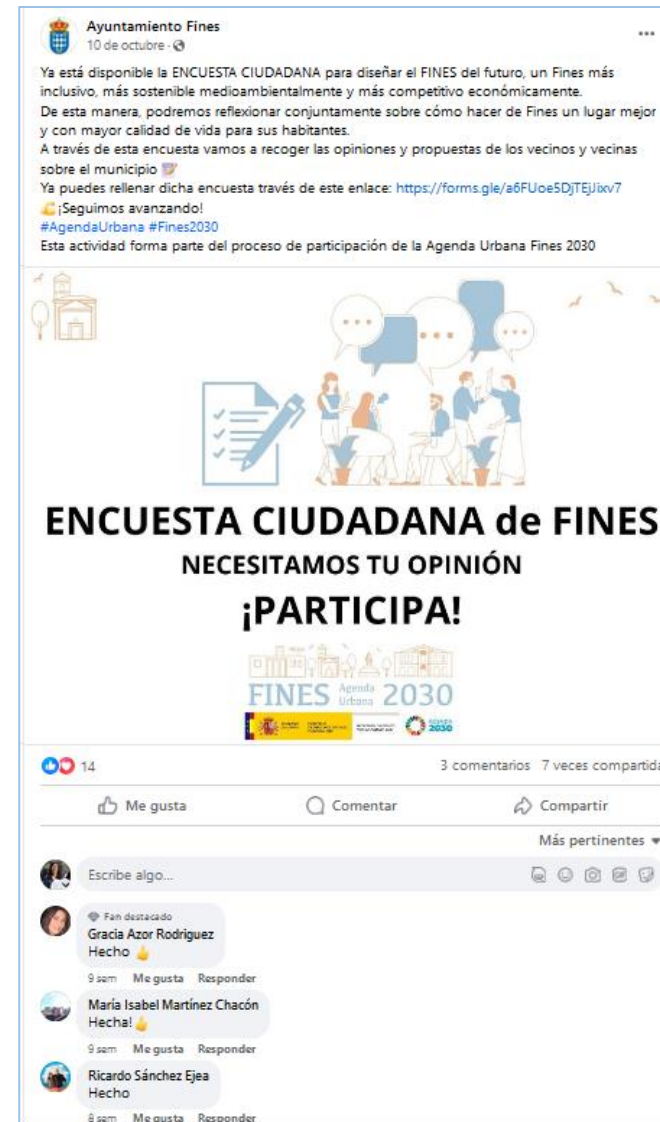 Ayuntamiento Fines
10 de octubre ·
Ya está disponible la ENCUESTA CIUDADANA para diseñar el FINES del futuro, un Fines más
inclusivo, más sostenible medioambientalmente y más competitivo económicamente.
De esta manera, podremos reflexionar conjuntamente sobre cómo hacer de Fines un lugar mejor
y con mayor calidad de vida para sus habitantes.
A través de esta encuesta vamos a recoger las opiniones y propuestas de los vecinos y vecinas
sobre el municipio 📝
Ya puedes rellenar dicha encuesta través de este enlace: https://forms.gle/a6FUoe5DjTEjJixv7
💪¡Seguimos avanzando!
#AgendaUrbana #Fines2030
Esta actividad forma parte del proceso de participación de la Agenda Urbana Fines 2030
ENCUESTA CIUDADANA de FINES
NECESITAMOS TU OPINIÓN
¡PARTICIPA!
FINES Agenda Urbana 2030
2030
14
3 comentarios 7 veces compartida
Me gusta Comentar Compartir
Más pertinentes
Escribe algo...
Fan destacado
Gracia Azor Rodriguez
Hecho 👍
9 sem Me gusta Responder
María Isabel Martínez Chacón
Hecha!👍
9 sem Me gusta Responder
Ricardo Sánchez Ejea
Hecho
8 sem Me gusta Responder